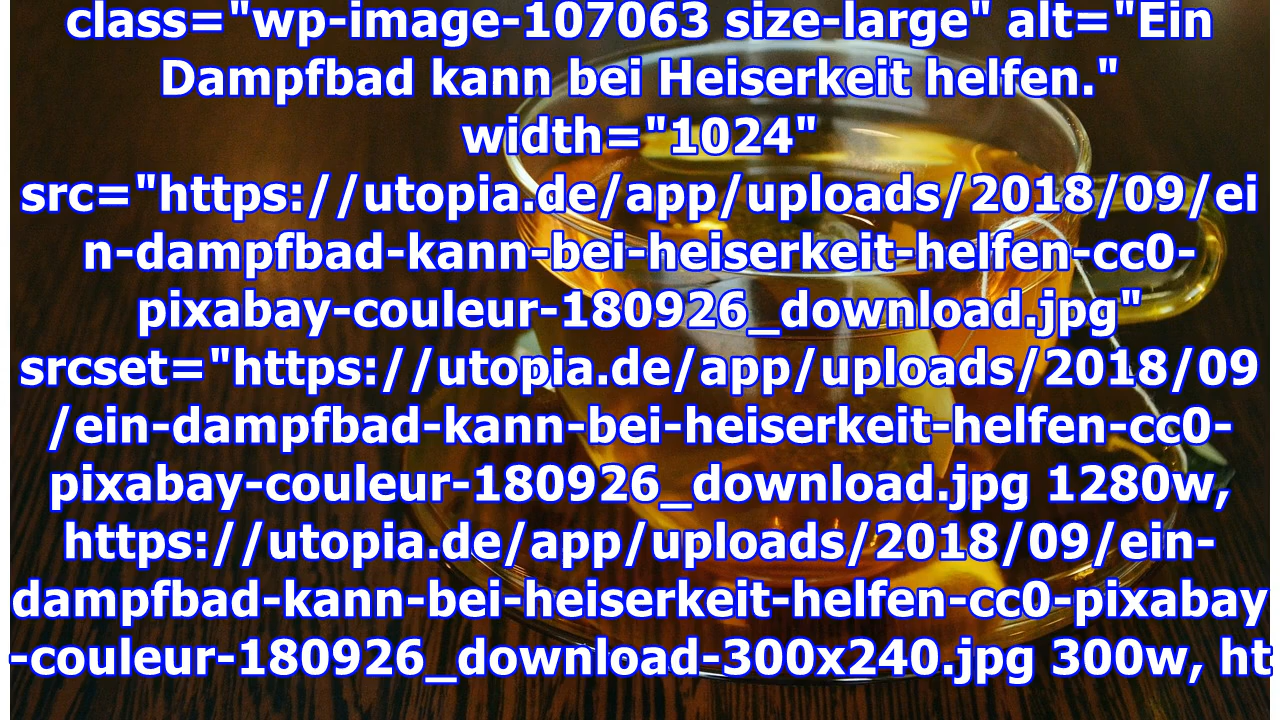 class="wp-image-107063 size-large" alt="Ein
Dampfbad kann bei Heiserkeit helfen."
width="1024"
src="https://utopia.de/app/uploads/2018/09/ei
n-dampfbad-kann-bei-heiserkeit-helfen-cc0-
pixabay-couleur-180926_download.jpg"
srcset="https://utopia.de/app/uploads/2018/09
/ein-dampfbad-kann-bei-heiserkeit-helfen-cc0-
pixabay-couleur-180926_download.jpg 1280w,
https://utopia.de/app/uploads/2018/09/ein-
dampfbad-kann-bei-heiserkeit-helfen-cc0-pixabay
-couleur-180926_download-300x240.jpg 300w, ht